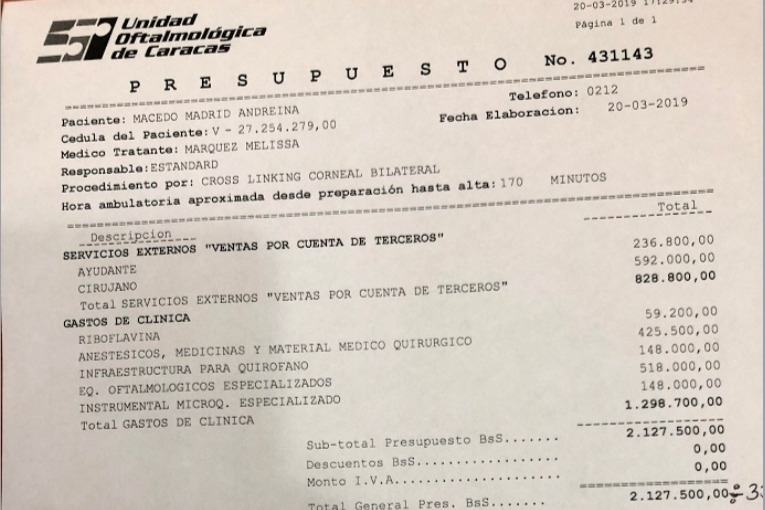 Unidad
Oftalmológica
de Caracas
20-03-2019 17:29:54
Página 1 de 1
P R E S U P U E S T O No. 431143
Paciente: MACEDO MADRID ANDREINA
Telefono: 0212
Cedula del Paciente: V - 27.254.279,00
Fecha Elaboracion: 20-03-2019
Medico Tratante: MARQUEZ MELISSA
Responsable: ESTANDARD
Procedimiento por: CROSS LINKING CORNEAL BILATERAL
Hora ambulatoria aproximada desde preparación hasta alta: 170 MINUTOS
Descripcion Total
SERVICIOS EXTERNOS "VENTAS POR CUENTA DE TERCEROS"
AYUDANTE 236.800,00
CIRUJANO 592.000,00
Total SERVICIOS EXTERNOS "VENTAS POR CUENTA DE TERCEROS" 828.800,00
GASTOS DE CLINICA
RIBOFLAVINA 59.200,00
ANESTESICOS, MEDICINAS Y MATERIAL MEDICO QUIRURGICO 425.500,00
INFRAESTRUCTURA PARA QUIROFANO 148.000,00
EQ. OFTALMOLOGICOS ESPECIALIZADOS 518.000,00
INSTRUMENTAL MICROQ. ESPECIALIZADO 148.000,00
Total GASTOS DE CLINICA 1.298.700,00
Sub-total Presupuesto BsS....... 2.127.500,00
Descuentos BsS.................. 0,00
Monto I.V.A..................... 0,00
Total General Pres. BsS....... 2.127.500,00 ÷ 33